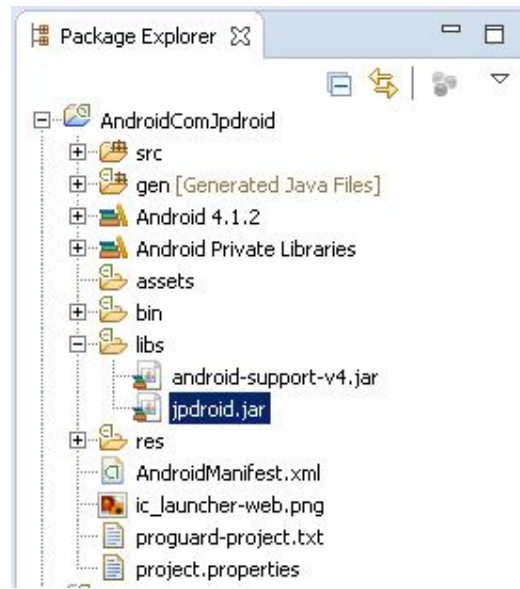 Package Explorer
AndroidComJpdroid
src
gen [Generated Java Files]
Android 4.1.2
Android Private Libraries
assets
bin
libs
android-support-v4.jar
jpdroid.jar
res
AndroidManifest.xml
ic_launcher-web.png
proguard-project.txt
project.properties